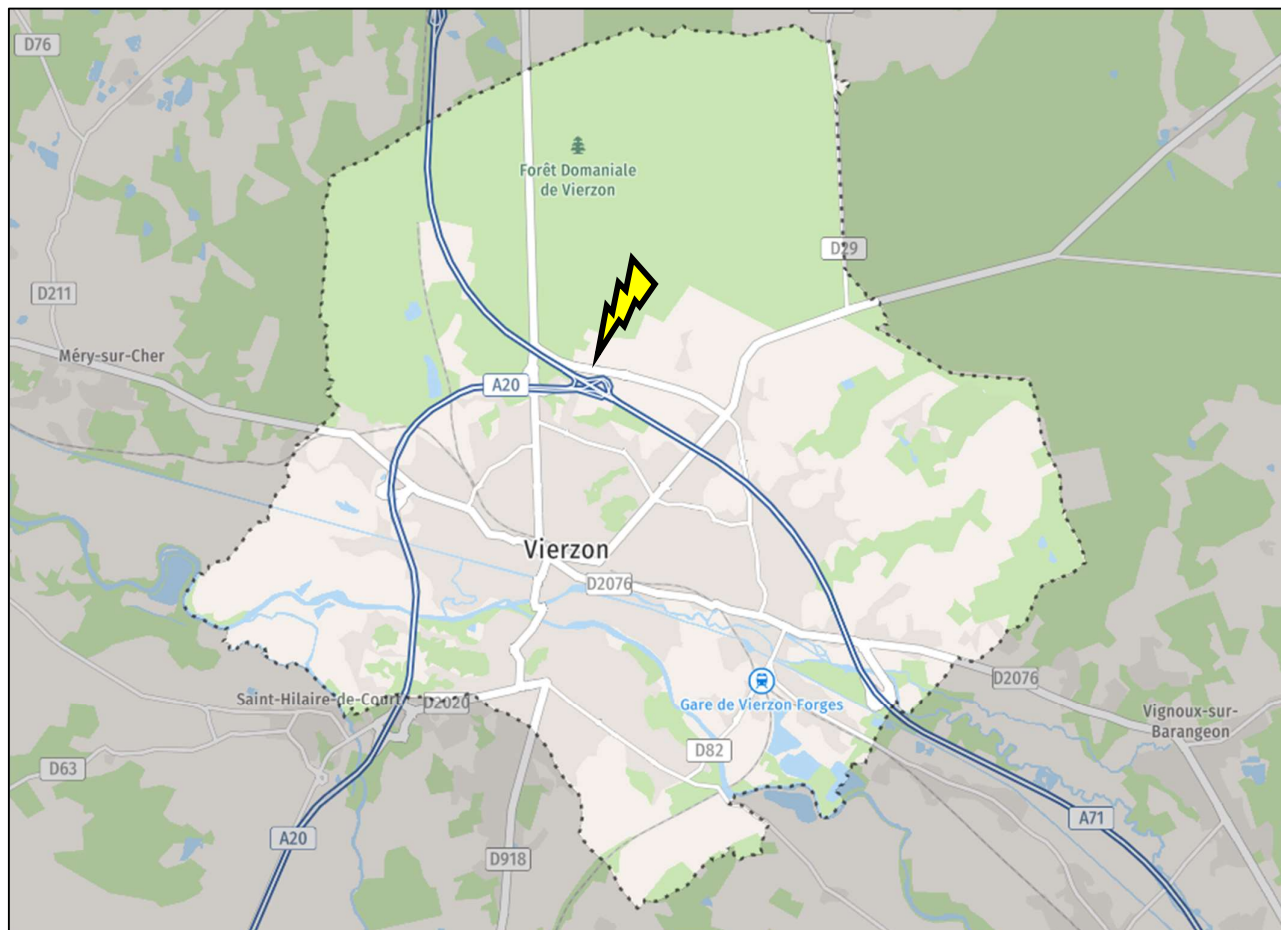 D76
Forêt Domaniale
de Vierzon
D29
D211
Méry-sur-Cher
A20
Vierzon
D2076
Saint-Hilaire-de-Court
D2020
Gare de Vierzon-Forges
D2076
Vignoux-sur-
Barangeon
D63
D82
A20
D918
A71